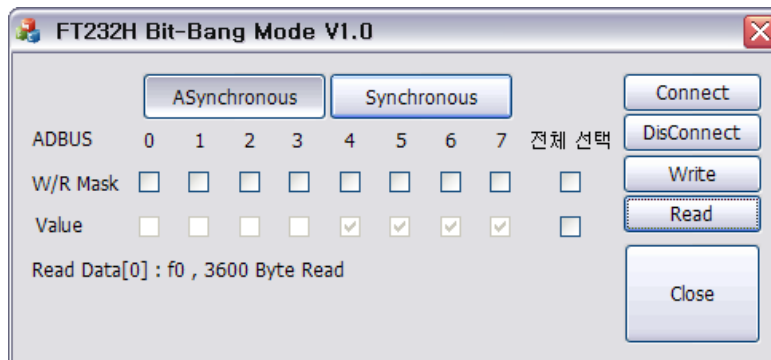 FT232H Bit-Bang Mode V1.0
ASynchronous Synchronous Connect
ADBUS 0 1 2 3 4 5 6 7 전체 선택 DisConnect
W/R Mask Write
Value Read
Read Data[0] : f0 , 3600 Byte Read
Close